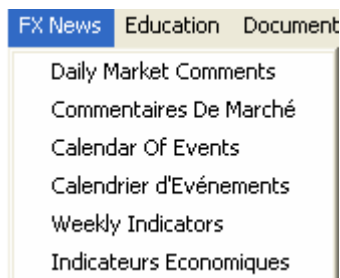 FX News Education Document
Daily Market Comments
Commentaires De Marché
Calendar Of Events
Calendrier d'Evénements
Weekly Indicators
Indicateurs Economiques